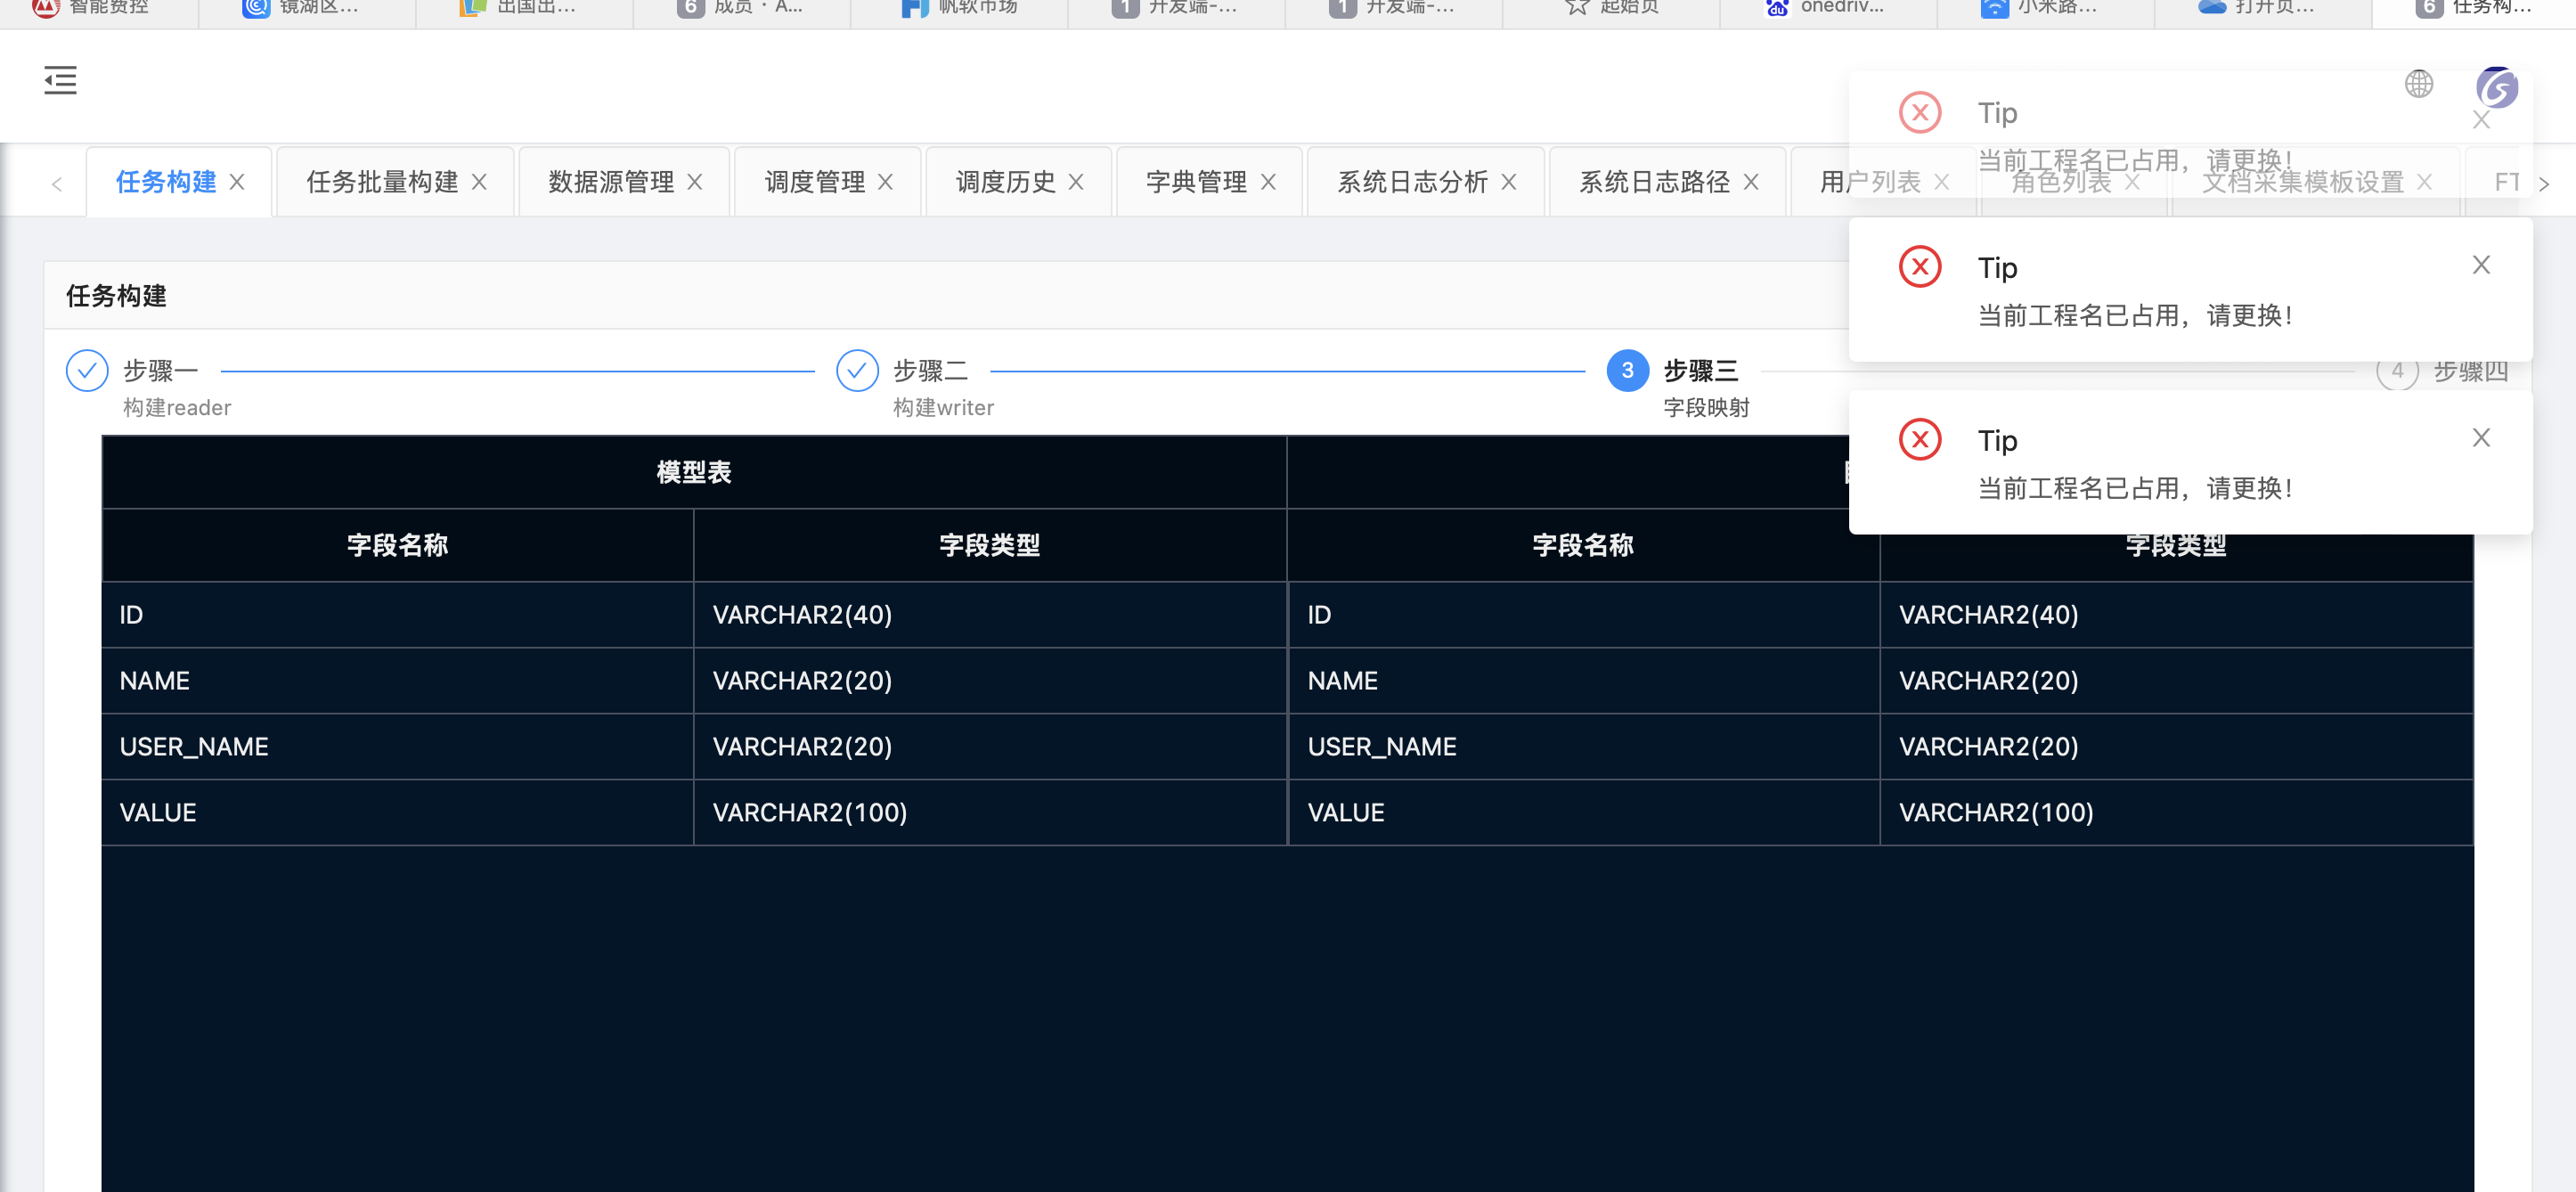 智能费控
镜湖区...
出国出...
6 成员 · A...
帆软市场
1 开发端-...
1 开发端-...
起始页
du onedriv...
小米路...
打开页...
6 任务构...
任务构建
任务批量构建
数据源管理
调度管理
调度历史
字典管理
系统日志分析
系统日志路径
用户列表
角色列表
文档采集模板设置
FT
Tip
当前工程名已占用，请更换！
Tip
当前工程名已占用，请更换！
Tip
当前工程名已占用，请更换！
任务构建
步骤一
构建reader
步骤二
构建writer
3 步骤三
字段映射
4 步骤四
模型表
字段名称 字段类型 字段名称 字段类型
ID VARCHAR2(40) ID VARCHAR2(40)
NAME VARCHAR2(20) NAME VARCHAR2(20)
USER_NAME VARCHAR2(20) USER_NAME VARCHAR2(20)
VALUE VARCHAR2(100) VALUE VARCHAR2(100)